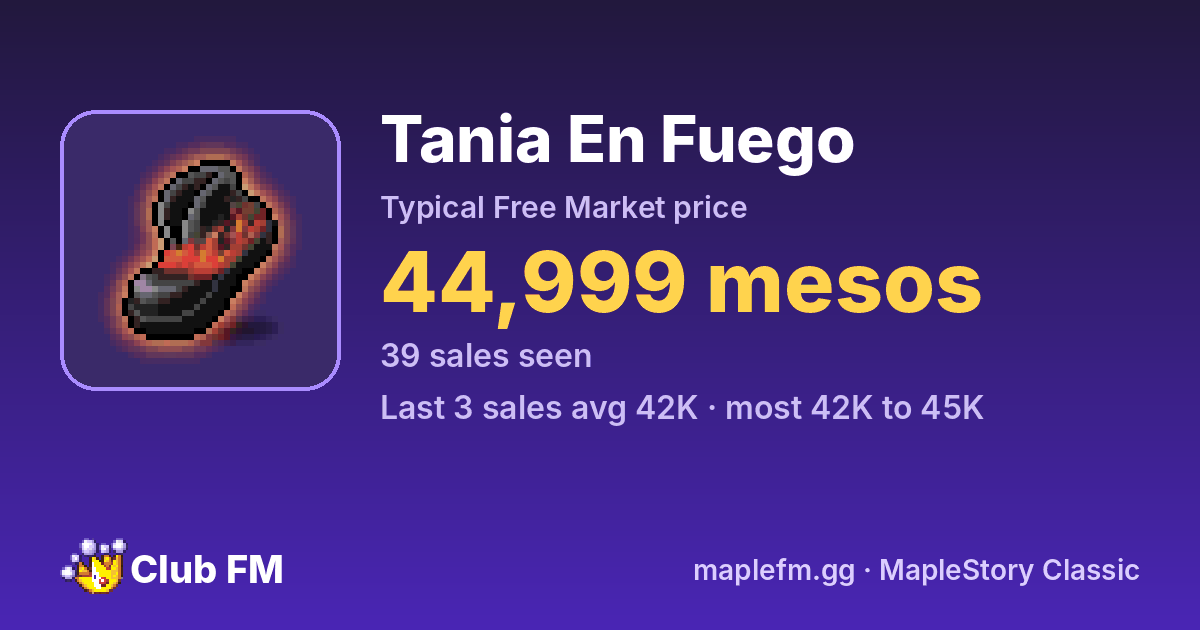 Tania En Fuego
Typical Free Market price
44,999 mesos
39 sales seen
Last 3 sales avg 42K · most 42K to 45K
Club FM
maplefm.gg · MapleStory Classic